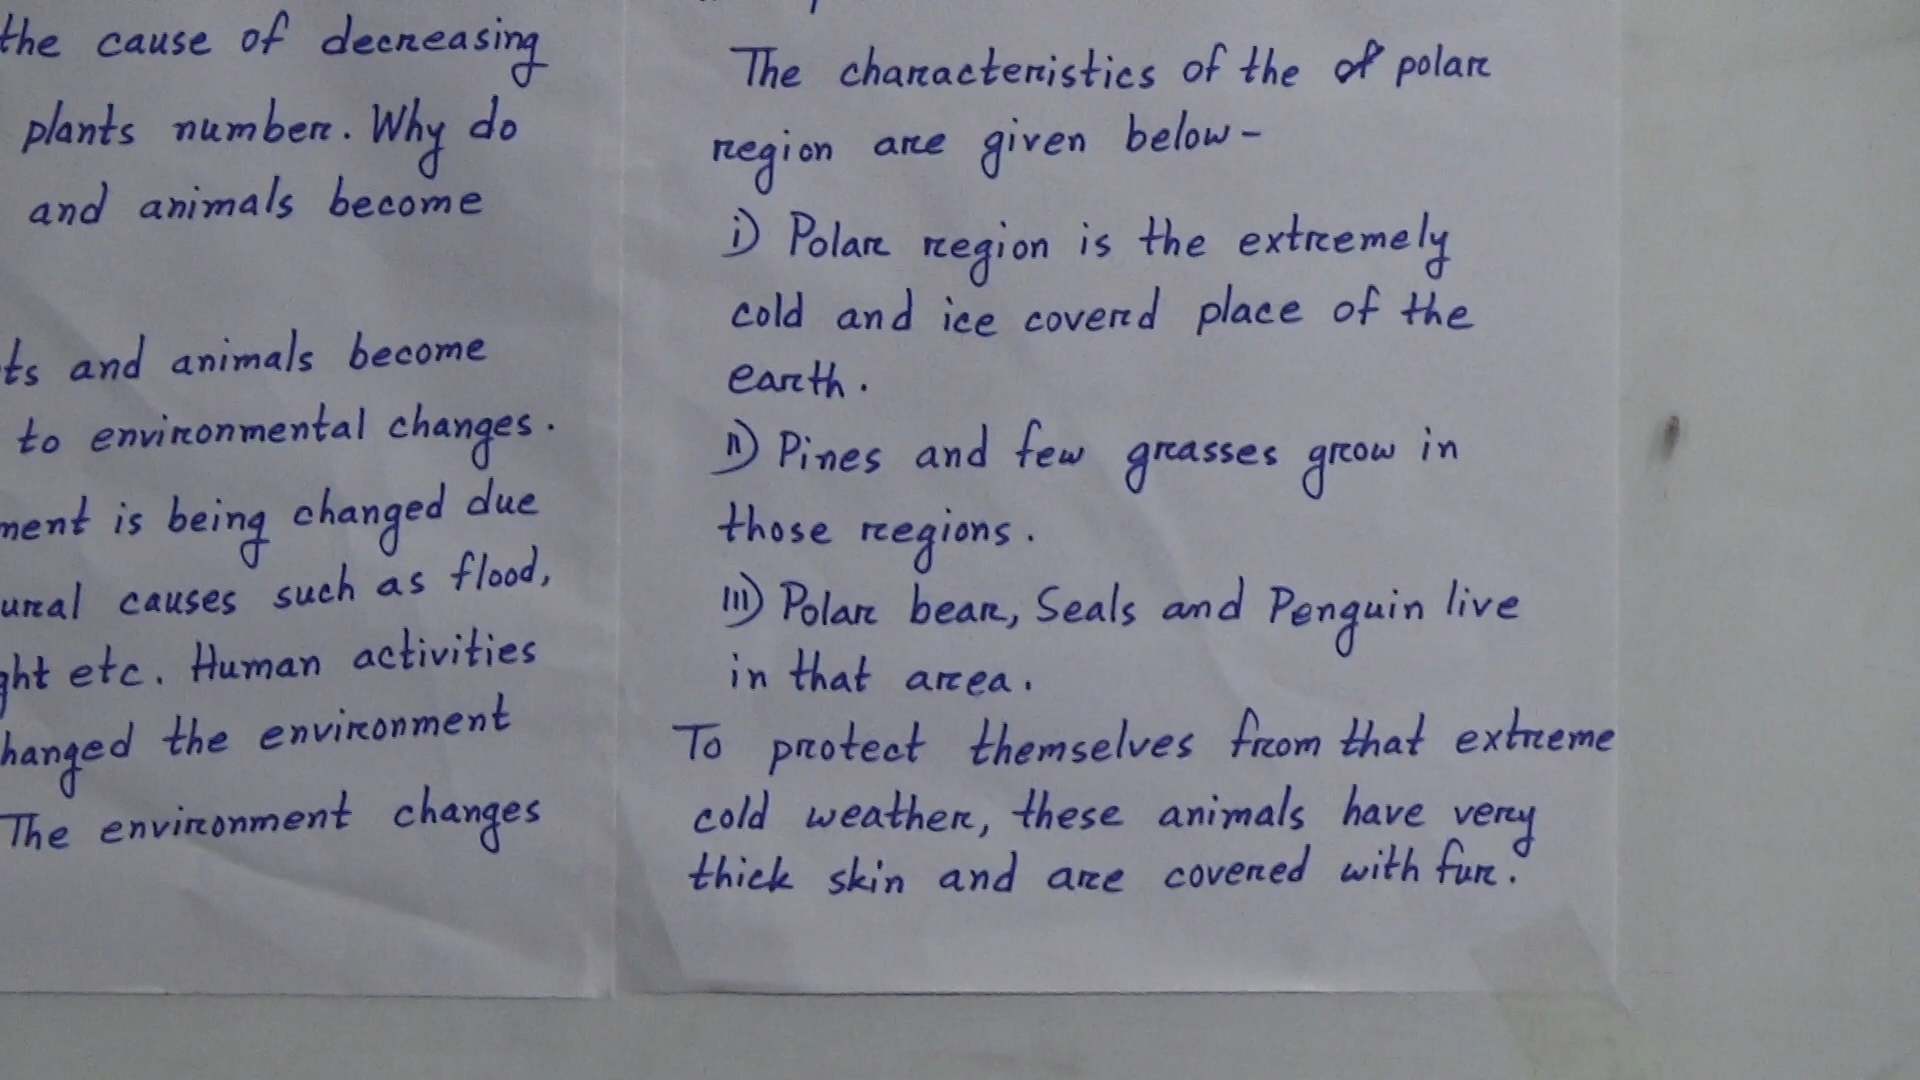 the cause of decreasing
plants number. Why do
and animals become
ts and animals become
to environmental changes.
ment is being changed due
ural causes such as flood,
ght etc. Human activities
hanged the environment
The environment changes
The characteristics of the of polar
region are given below-
i) Polar region is the extremely
cold and ice coverd place of the
earth.
ii) Pines and few grasses grow in
those regions.
iii) Polar bear, Seals and Penguin live
in that area.
To protect themselves from that extreme
cold weather, these animals have very
thick skin and are covered with fur.